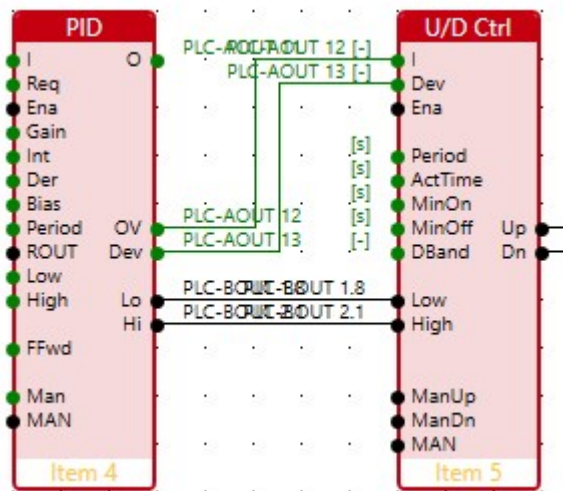 PID
I O
Req
Ena
Gain
Int
Der
Bias
Period OV
ROUT Dev
Low
High Lo
Hi
FFwd
Man
MAN
Item 4
PLC-AOUT 12 [-]
PLC-AOUT 13 [-]
[s]
[s]
[s]
[s]
PLC-AOUT 12
PLC-AOUT 13 [-]
PLC-BOUT 1.8
PLC-BOUT 2.1
U/D Ctrl
I
Dev
Ena
Period
ActTime
MinOn
MinOff Up
DBand Dn
Low
High
ManUp
ManDn
MAN
Item 5